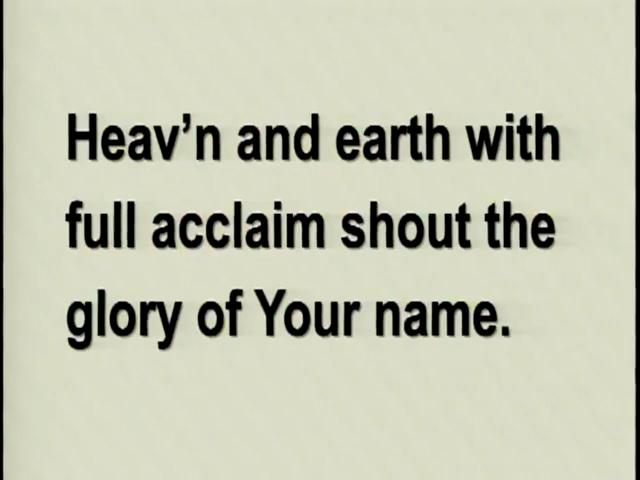 Heav’n and earth with
full acclaim shout the
glory of Your name.